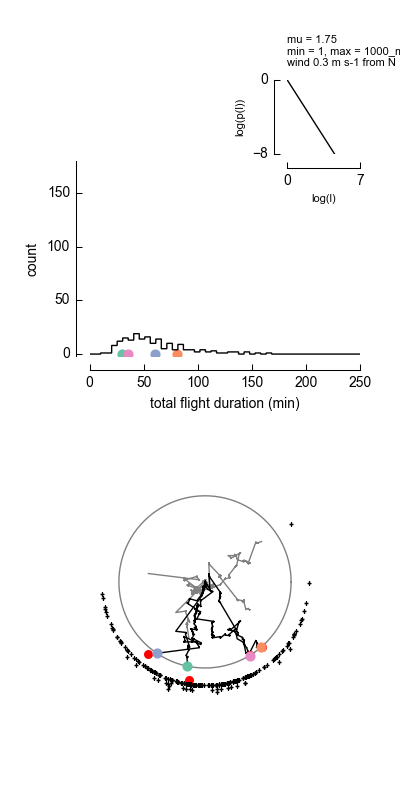 mu = 1.75
min = 1, max = 1000_m
wind 0.3 m s-1 from N
0
log(p(l))
−8
0
7
log(l)
150
100
count
50
0
0
50
100
150
200
250
total flight duration (min)